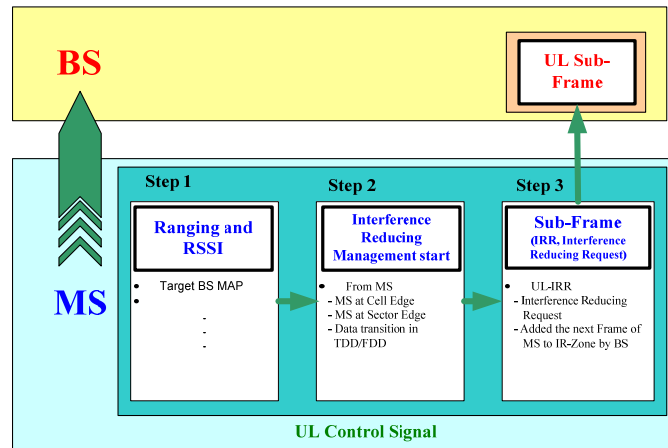 BS
UL Sub-
Frame
MS
Step 1
Ranging and
RSSI
• Target BS MAP
•
-
-
-
Step 2
Interference
Reducing
Management start
• From MS
- MS at Cell Edge
- MS at Sector Edge
- Data transition in
TDD/FDD
Step 3
Sub-Frame
(IRR, Interference
Reducing Request)
• UL-IRR
- Interference Reducing
Request
- Added the next Frame of
MS to IR-Zone by BS
UL Control Signal